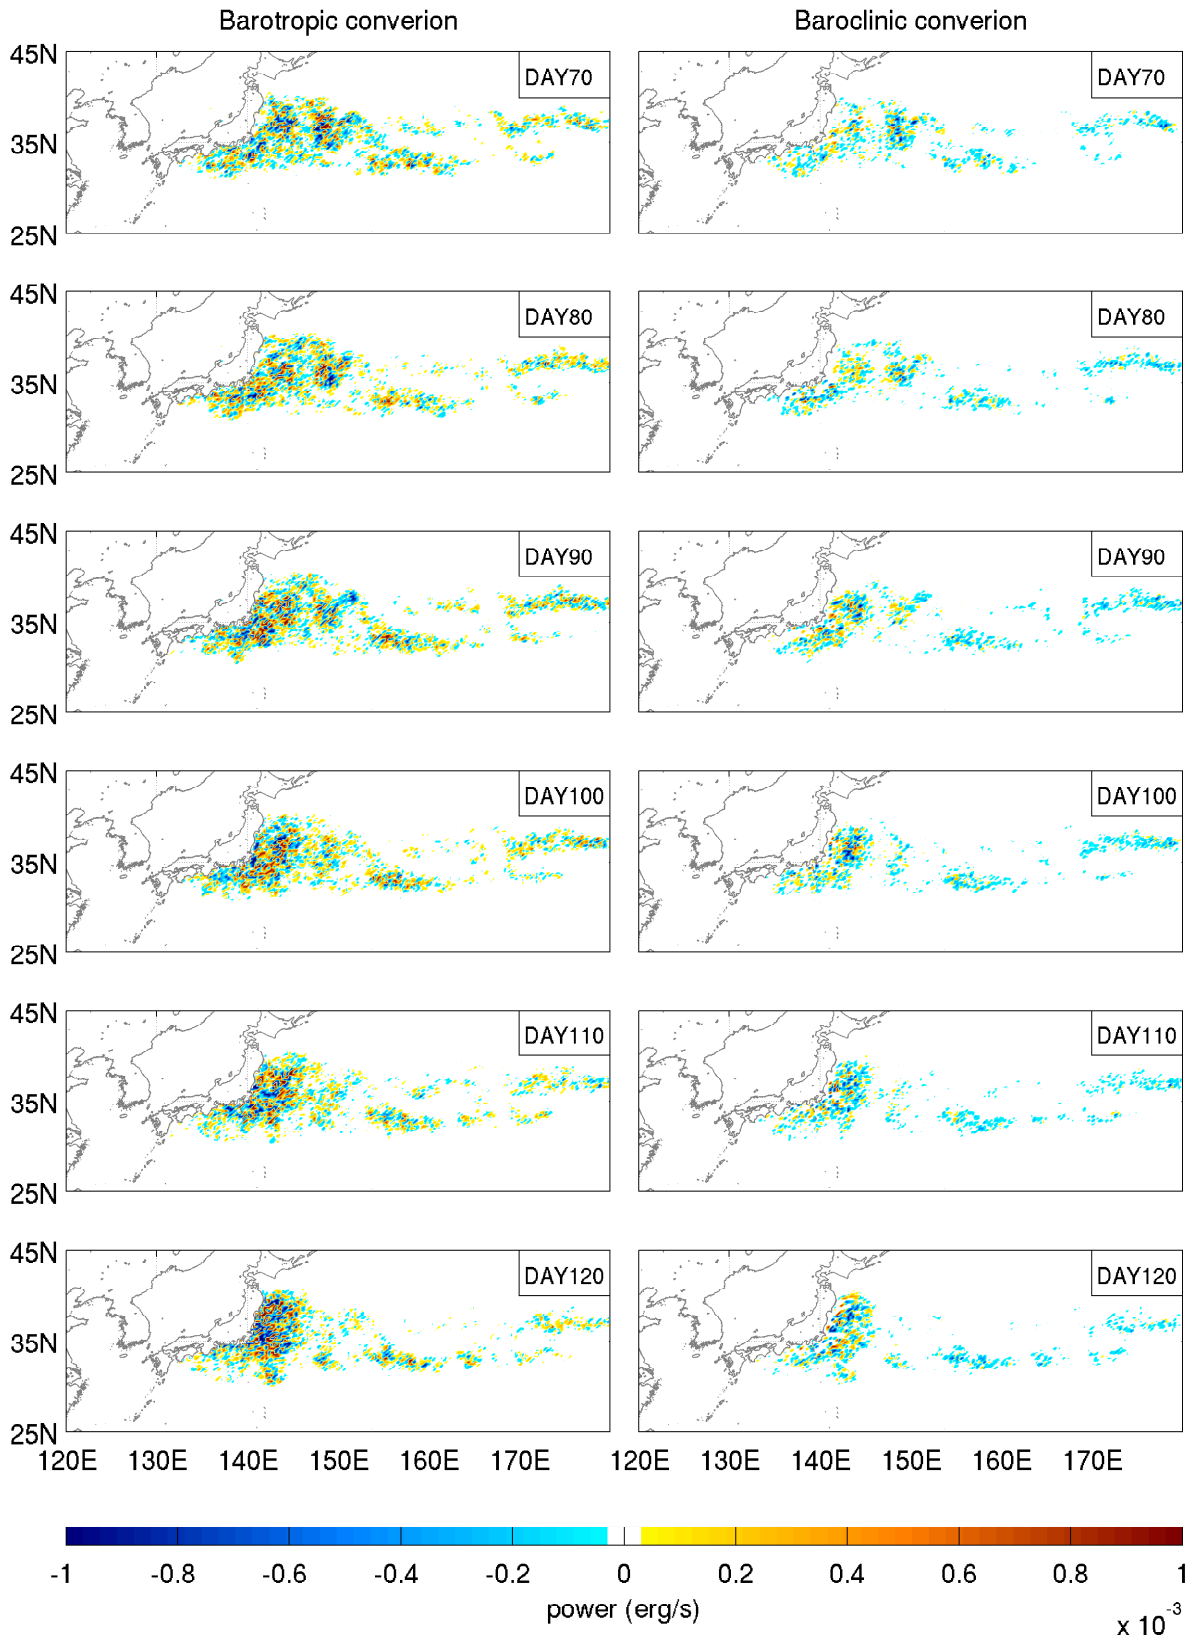 Barotropic converion Baroclinic converion
45N DAY70 DAY70
35N
25N
45N DAY80 DAY80
35N
25N
45N DAY90 DAY90
35N
25N
45N DAY100 DAY100
35N
25N
45N DAY110 DAY110
35N
25N
45N DAY120 DAY120
35N
25N
120E 130E 140E 150E 160E 170E 120E 130E 140E 150E 160E 170E
-1 -0.8 -0.6 -0.4 -0.2 0 0.2 0.4 0.6 0.8 1
power (erg/s)
x 10⁻³